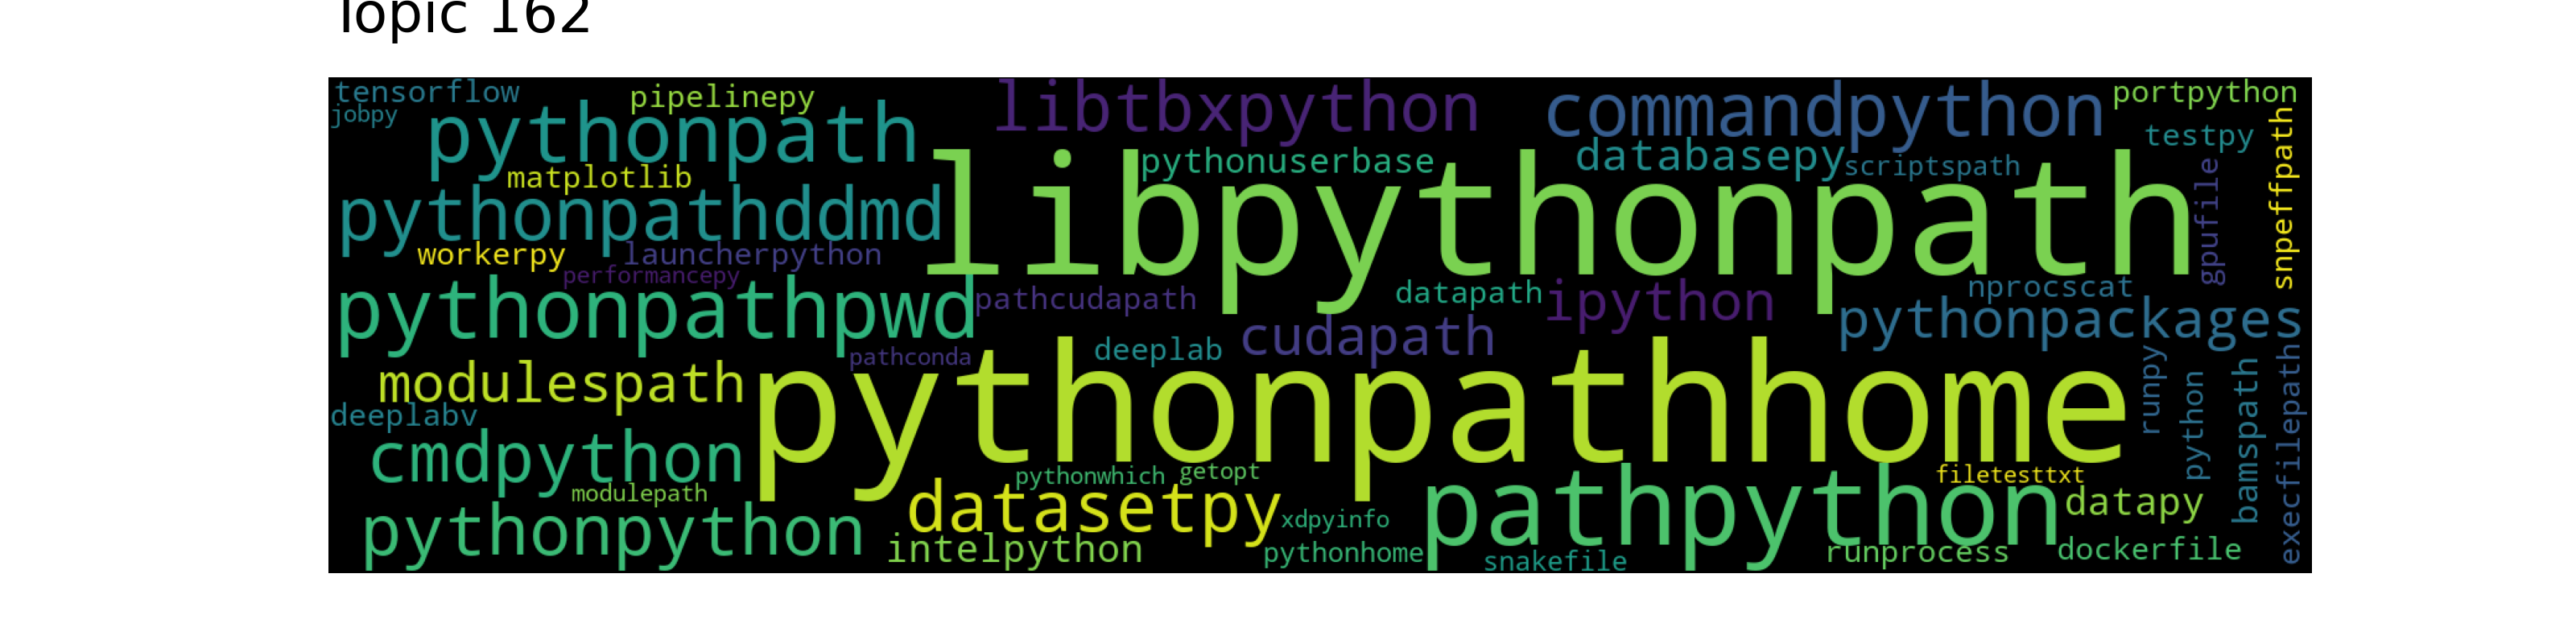 Topic 162
tensorflow
jobpy
pipelinepy
pythonpath
libtbxpython
commandpython
portpython
testpy
snpeffpath
gpufile
matplotlib
pythonuserbase
databasepy
scriptspath
pythonpathddmd
libpythonpath
workerpy
launcherpython
performancepy
pythonpathpwd
pathcudapath
datapath
ipython
nprocscat
pythonpackages
cudapath
deeplab
pathconda
modulespath
pythonpathhome
runpy
python
bamspath
execfilepath
deeplabv
cmdpython
modulepath
pythonwhich
getopt
filetesttxt
datasetpy
xdpyinfo
pathpython
datapy
pythonpython
intelpython
pythonhome
snakefile
runprocess
dockerfile